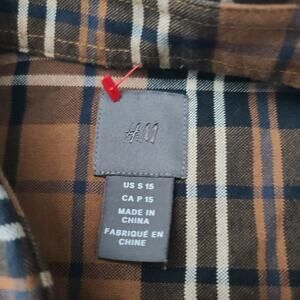 H&M
US S 15
CA P 15
MADE IN
CHINA
FABRIQUÉ EN
CHINE